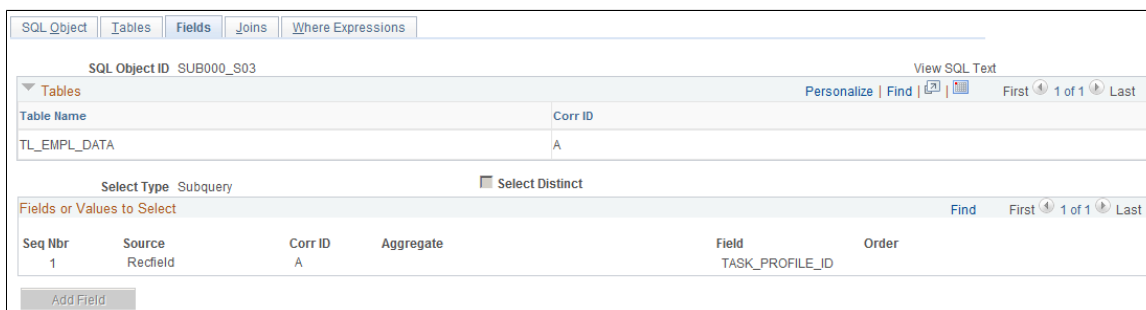 SQL Object Tables Fields Joins Where Expressions
SQL Object ID SUB000_S03 View SQL Text
Tables Personalize | Find | | First 1 of 1 Last
Table Name Corr ID
TL_EMPL_DATA A
Select Type Subquery Select Distinct
Fields or Values to Select Find First 1 of 1 Last
Seq Nbr Source Corr ID Aggregate Field Order
1 Recfield A TASK_PROFILE_ID
Add Field